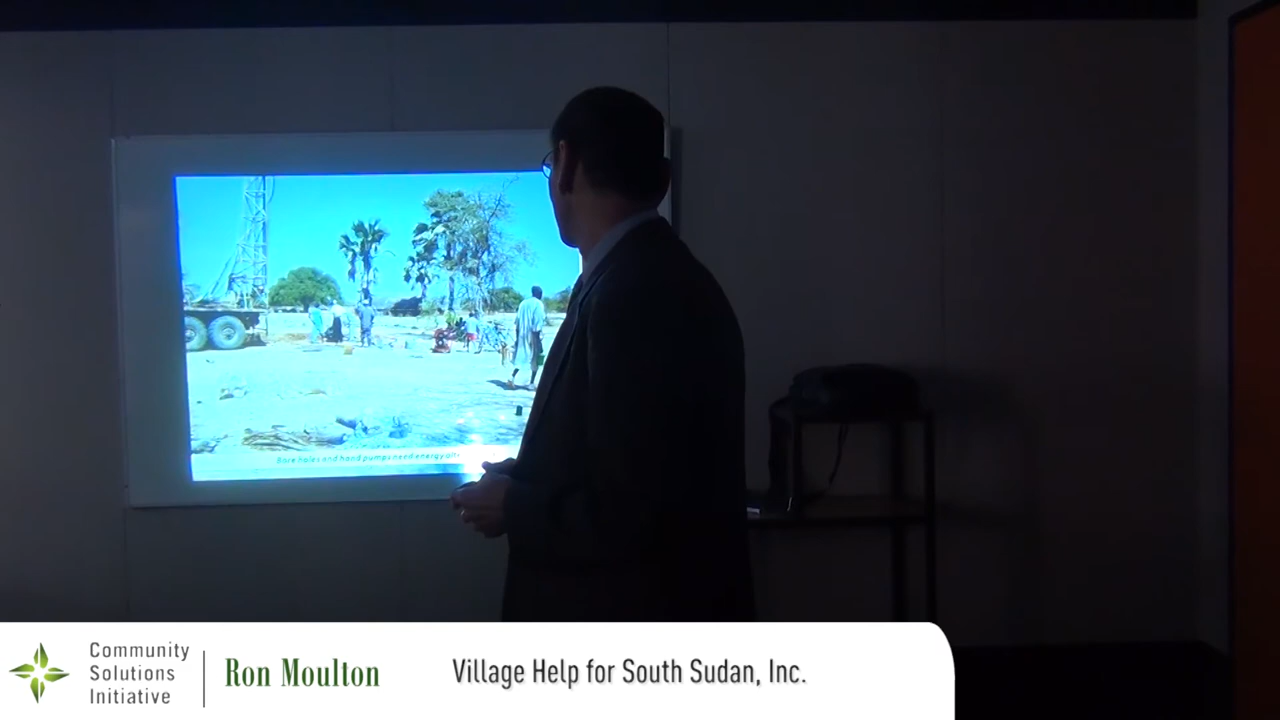 Bore holes and hand pumps need energy
Community
Solutions
Initiative
Ron Moulton
Village Help for South Sudan, Inc.